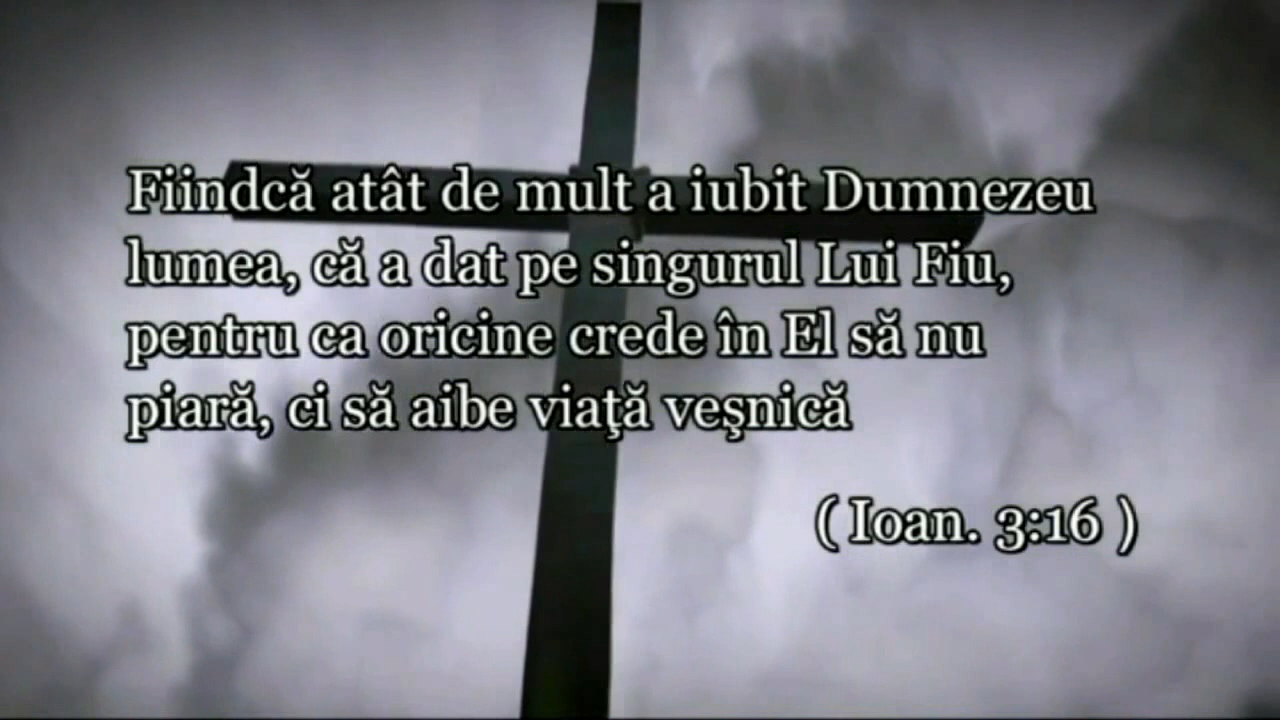 Fiindcă atât de mult a iubit Dumnezeu
lumea, că a dat pe singurul Lui Fiu,
pentru ca oricine crede în El să nu
piară, ci să aibe viaţă veşnică
( Ioan. 3:16 )